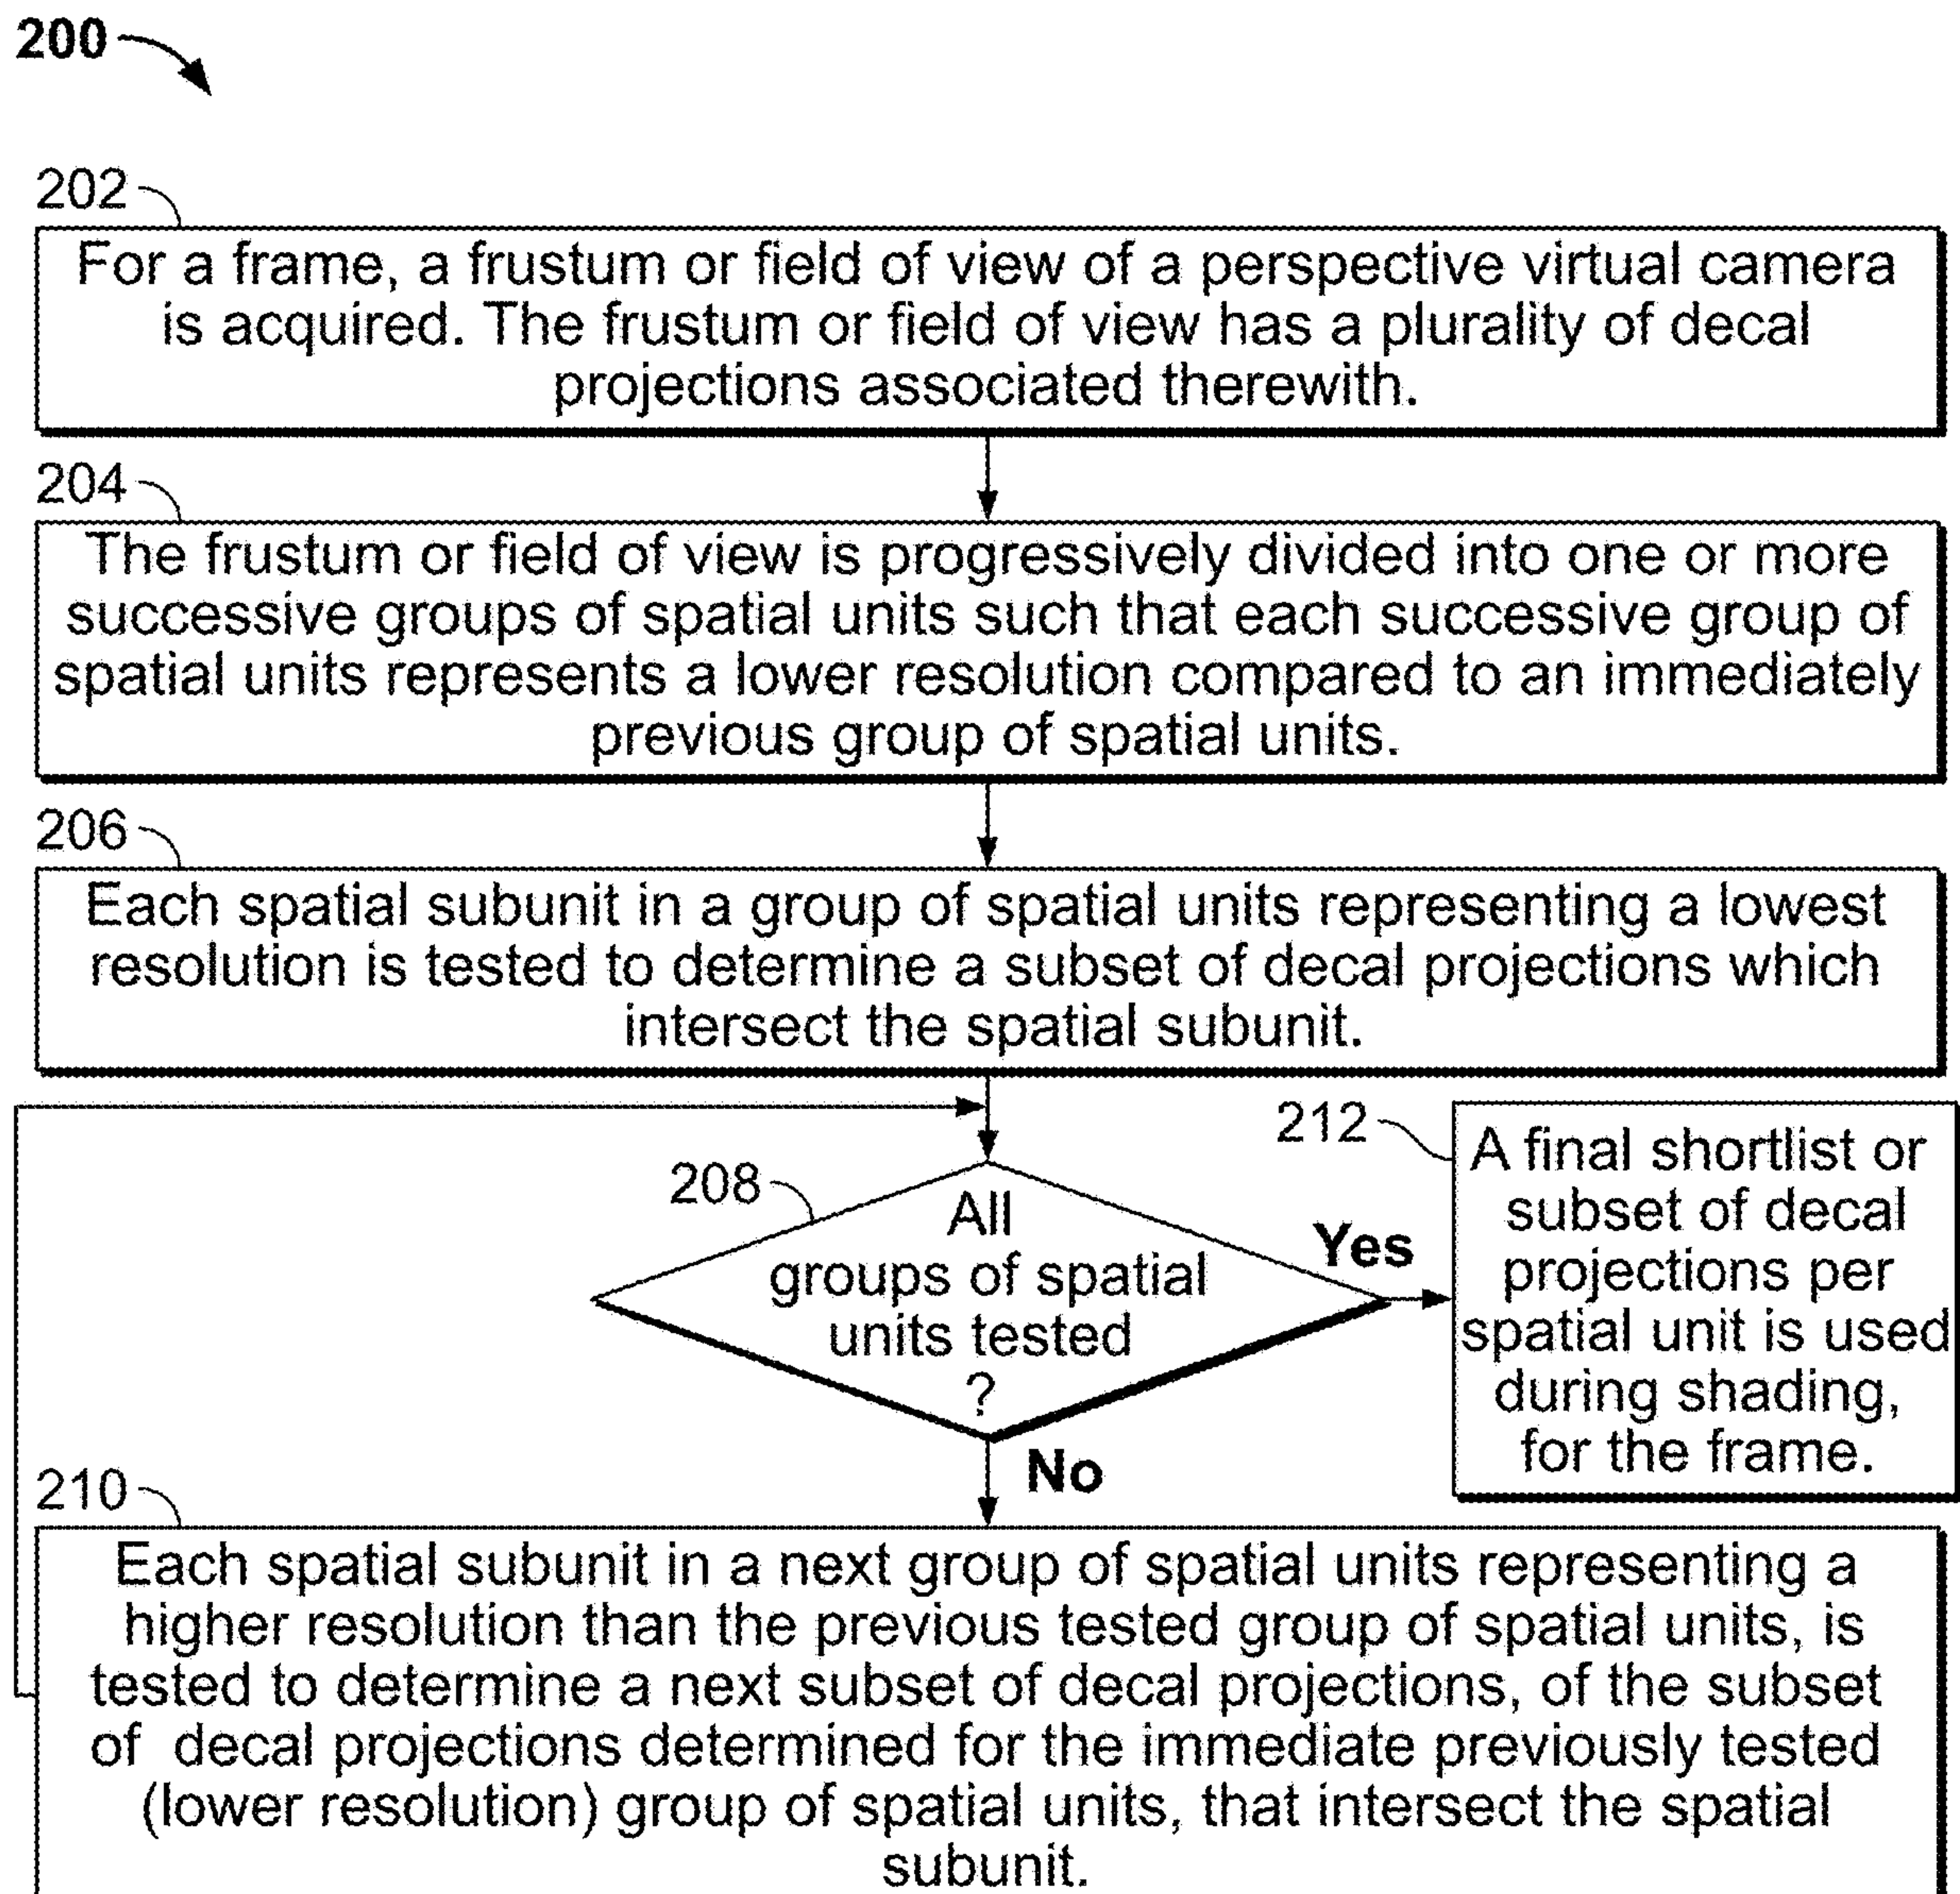 200
202
For a frame, a frustum or field of view of a perspective virtual camera
is acquired. The frustum or field of view has a plurality of decal
projections associated therewith.
204
The frustum or field of view is progressively divided into one or more
successive groups of spatial units such that each successive group of
spatial units represents a lower resolution compared to an immediately
previous group of spatial units.
206
Each spatial subunit in a group of spatial units representing a lowest
resolution is tested to determine a subset of decal projections which
intersect the spatial subunit.
208
All
groups of spatial
units tested
?
Yes
No
212
A final shortlist or
subset of decal
projections per
spatial unit is used
during shading,
for the frame.
210
Each spatial subunit in a next group of spatial units representing a
higher resolution than the previous tested group of spatial units, is
tested to determine a next subset of decal projections, of the subset
of decal projections determined for the immediate previously tested
(lower resolution) group of spatial units, that intersect the spatial
subunit.